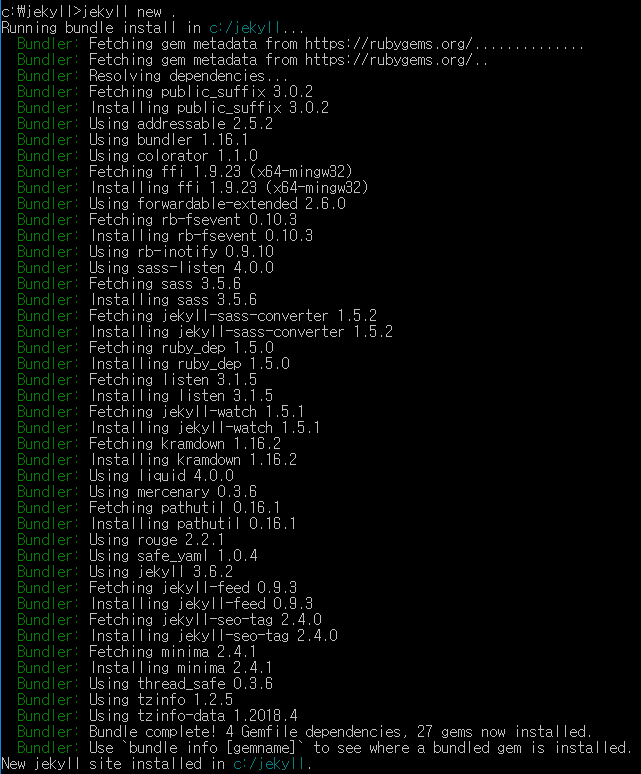 c:₩jekyll>jekyll new .
Running bundle install in c:/jekyll...
Bundler: Fetching gem metadata from https://rubygems.org/..............
Bundler: Fetching gem metadata from https://rubygems.org/..
Bundler: Resolving dependencies...
Bundler: Fetching public_suffix 3.0.2
Bundler: Installing public_suffix 3.0.2
Bundler: Using addressable 2.5.2
Bundler: Using bundler 1.16.1
Bundler: Using colorator 1.1.0
Bundler: Fetching ffi 1.9.23 (x64-mingw32)
Bundler: Installing ffi 1.9.23 (x64-mingw32)
Bundler: Using forwardable-extended 2.6.0
Bundler: Fetching rb-fsevent 0.10.3
Bundler: Installing rb-fsevent 0.10.3
Bundler: Using rb-inotify 0.9.10
Bundler: Using sass-listen 4.0.0
Bundler: Fetching sass 3.5.6
Bundler: Installing sass 3.5.6
Bundler: Fetching jekyll-sass-converter 1.5.2
Bundler: Installing jekyll-sass-converter 1.5.2
Bundler: Fetching ruby_dep 1.5.0
Bundler: Installing ruby_dep 1.5.0
Bundler: Fetching listen 3.1.5
Bundler: Installing listen 3.1.5
Bundler: Fetching jekyll-watch 1.5.1
Bundler: Installing jekyll-watch 1.5.1
Bundler: Fetching kramdown 1.16.2
Bundler: Installing kramdown 1.16.2
Bundler: Using liquid 4.0.0
Bundler: Using mercenary 0.3.6
Bundler: Fetching pathutil 0.16.1
Bundler: Installing pathutil 0.16.1
Bundler: Using rouge 2.2.1
Bundler: Using safe_yaml 1.0.4
Bundler: Using jekyll 3.6.2
Bundler: Fetching jekyll-feed 0.9.3
Bundler: Installing jekyll-feed 0.9.3
Bundler: Fetching jekyll-seo-tag 2.4.0
Bundler: Installing jekyll-seo-tag 2.4.0
Bundler: Fetching minima 2.4.1
Bundler: Installing minima 2.4.1
Bundler: Using thread_safe 0.3.6
Bundler: Using tzinfo 1.2.5
Bundler: Using tzinfo-data 1.2018.4
Bundler: Bundle complete! 4 Gemfile dependencies, 27 gems now installed.
Bundler: Use `bundle info [gemname]` to see where a bundled gem is installed.
New jekyll site installed in c:/jekyll.